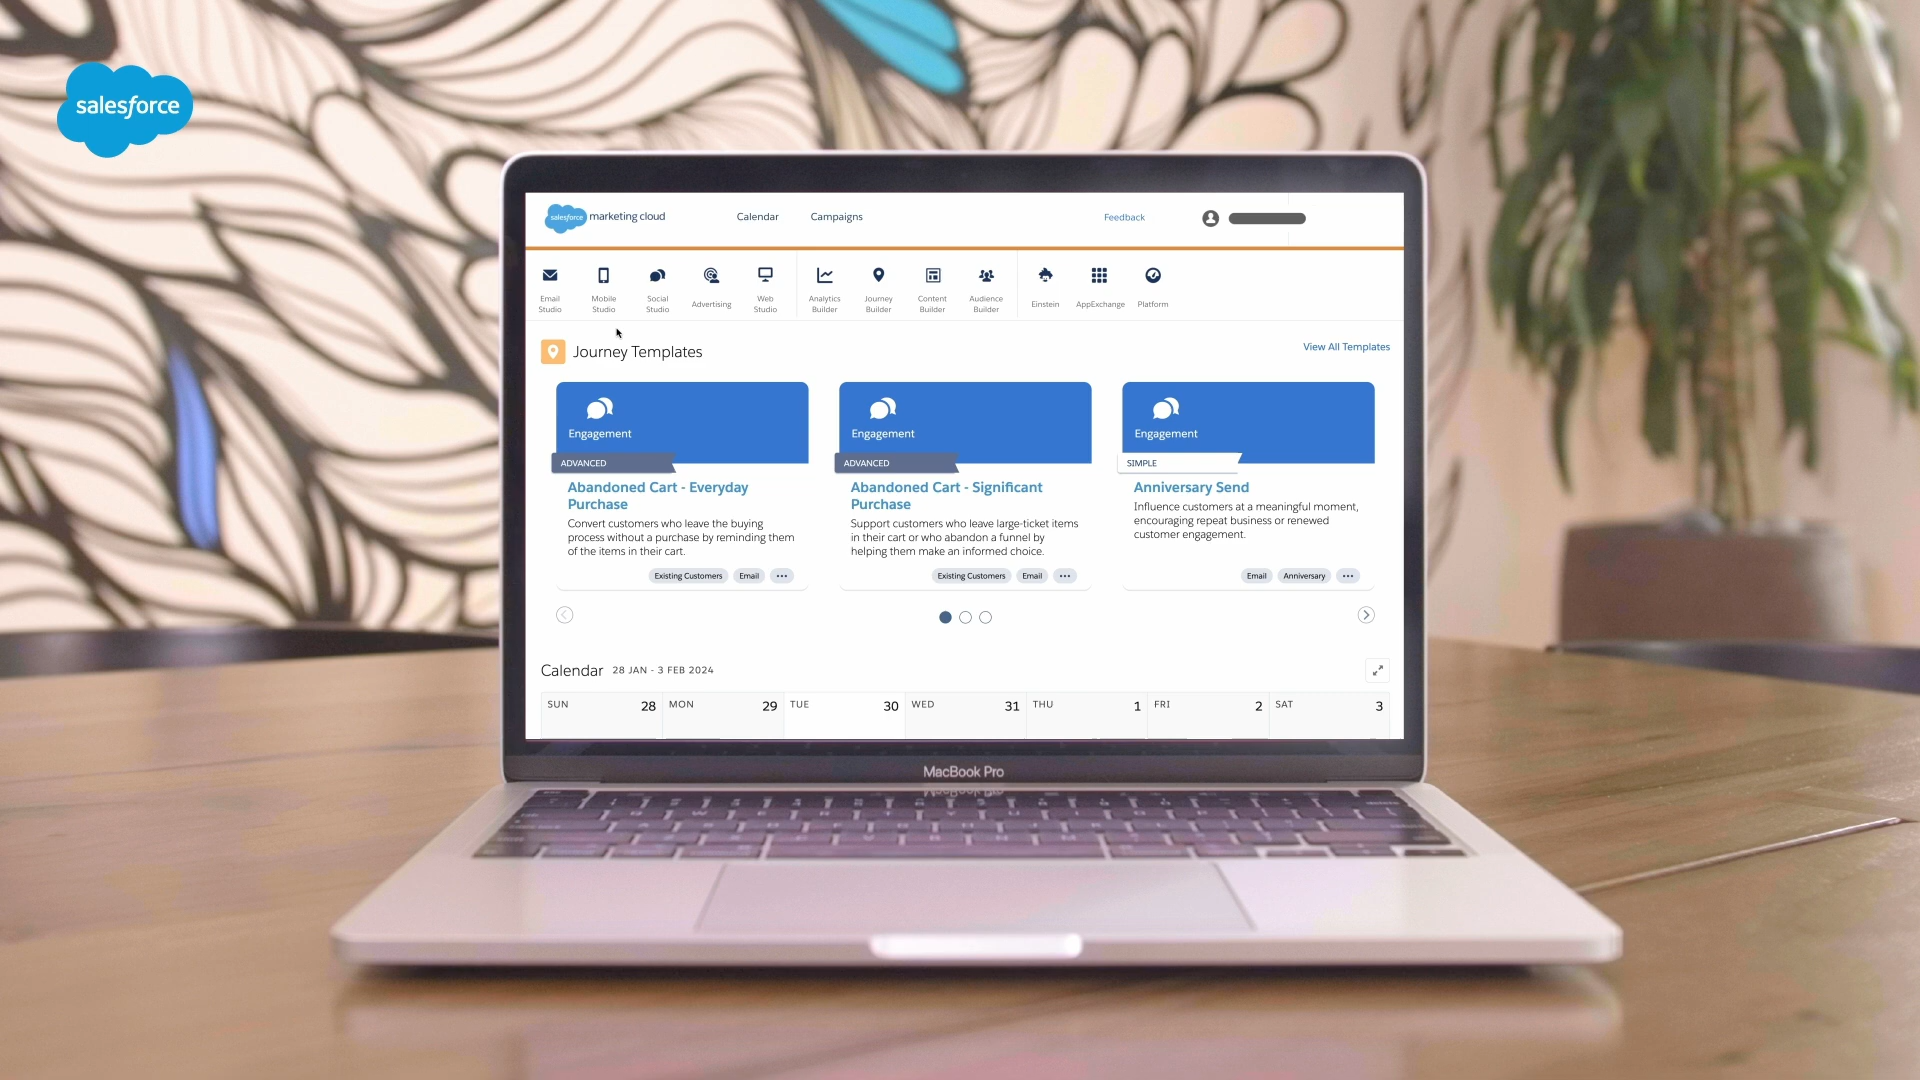 salesforce
salesforce marketing cloud
Calendar
Campaigns
Feedback
Email
Studio
Mobile
Studio
Social
Studio
Advertising
Web
Studio
Analytics
Builder
Journey
Builder
Content
Builder
Audience
Builder
Einstein
AppExchange
Platform
Journey Templates
View All Templates
Engagement
ADVANCED
Abandoned Cart - Everyday
Purchase
Convert customers who leave the buying
process without a purchase by reminding them
of the items in their cart.
Existing Customers Email
Engagement
ADVANCED
Abandoned Cart - Significant
Purchase
Support customers who leave large-ticket items
in their cart or who abandon a funnel by
helping them make an informed choice.
Existing Customers Email
Engagement
SIMPLE
Anniversary Send
Influence customers at a meaningful moment,
encouraging repeat business or renewed
customer engagement.
Email Anniversary
Calendar 28 JAN - 3 FEB 2024
SUN 28 MON 29 TUE 30 WED 31 THU 1 FRI 2 SAT 3
MacBook Pro